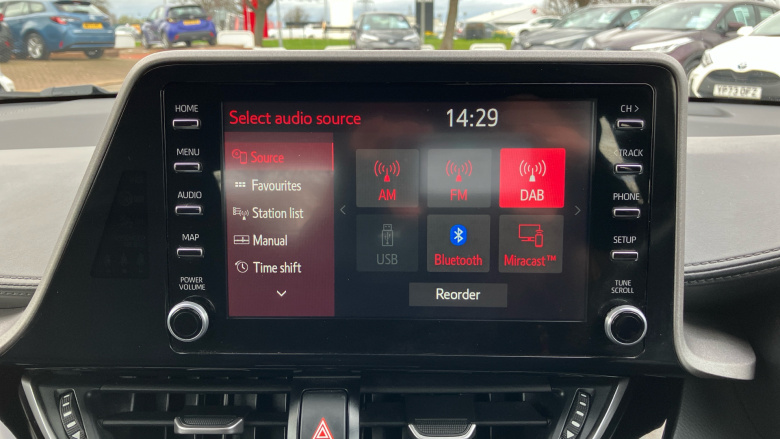 HOME
MENU
AUDIO
MAP
POWER
VOLUME
Select audio source
14:29
Source
Favourites
Station list
Manual
Time shift
AM
FM
DAB
USB
Bluetooth
Miracast™
Reorder
CH >
TRACK
PHONE
SETUP
TUNE
SCROLL
YP73 OFZ